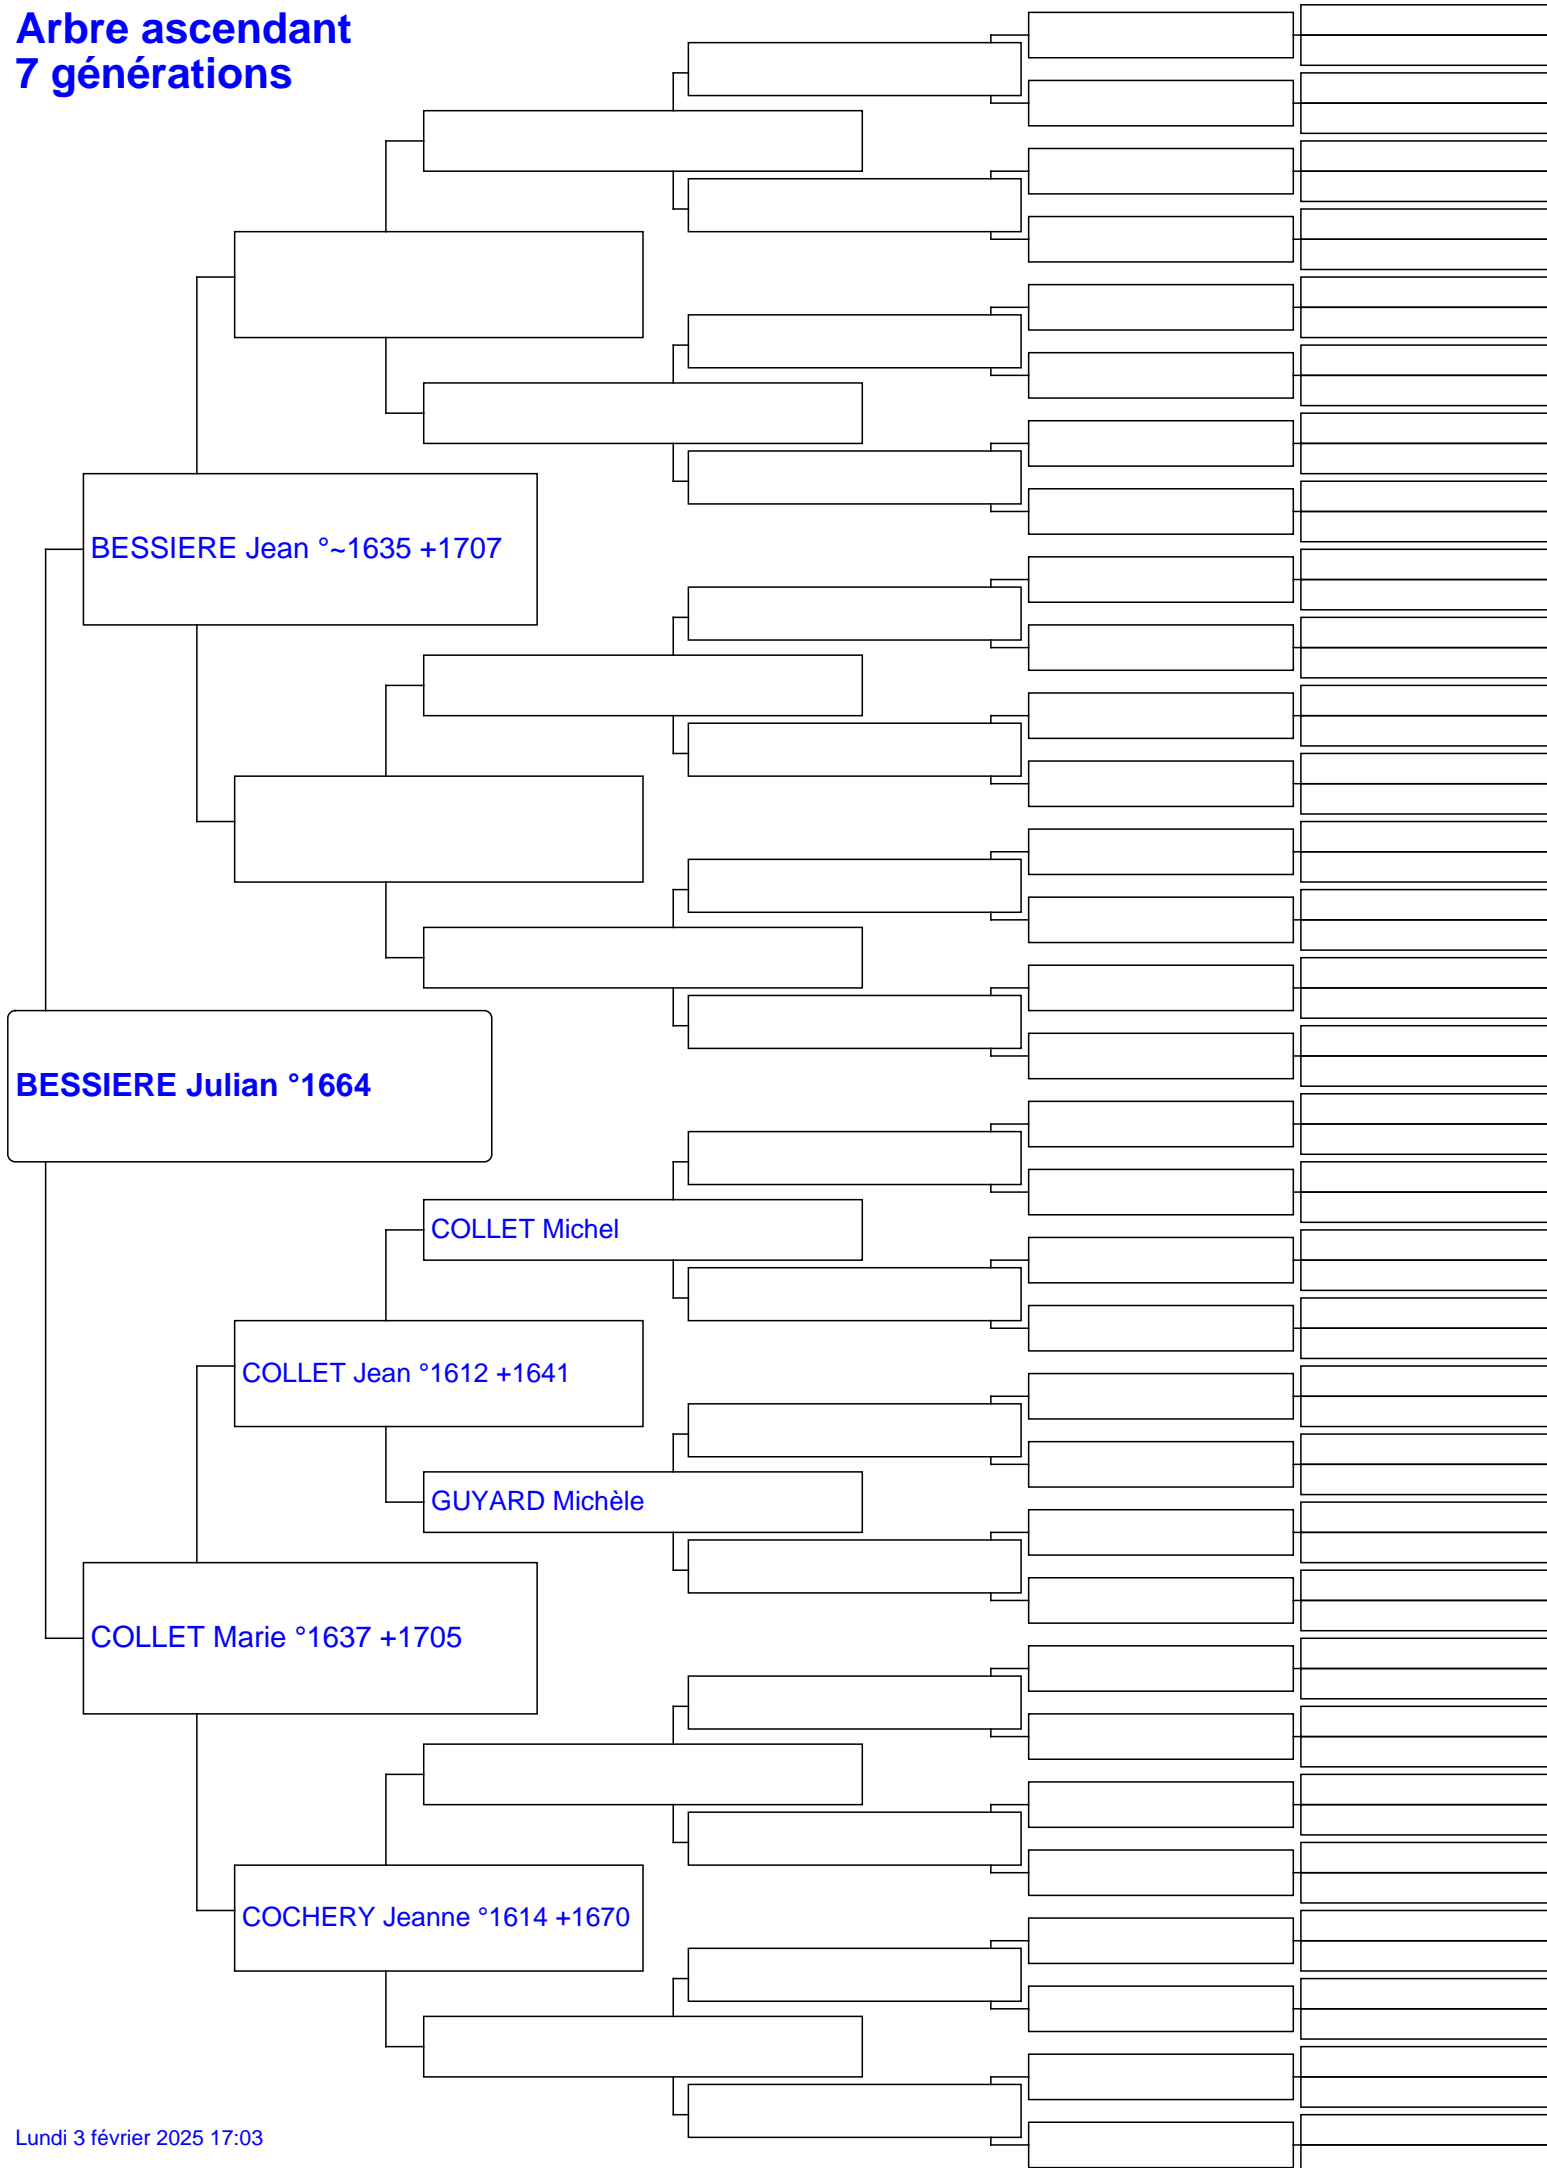 Arbre ascendant
7 générations
BESSIERE Jean °~1635 +1707
BESSIERE Julian °1664
COLLET Michel
COLLET Jean °1612 +1641
GUYARD Michèle
COLLET Marie °1637 +1705
COCHERY Jeanne °1614 +1670
Lundi 3 février 2025 17:03